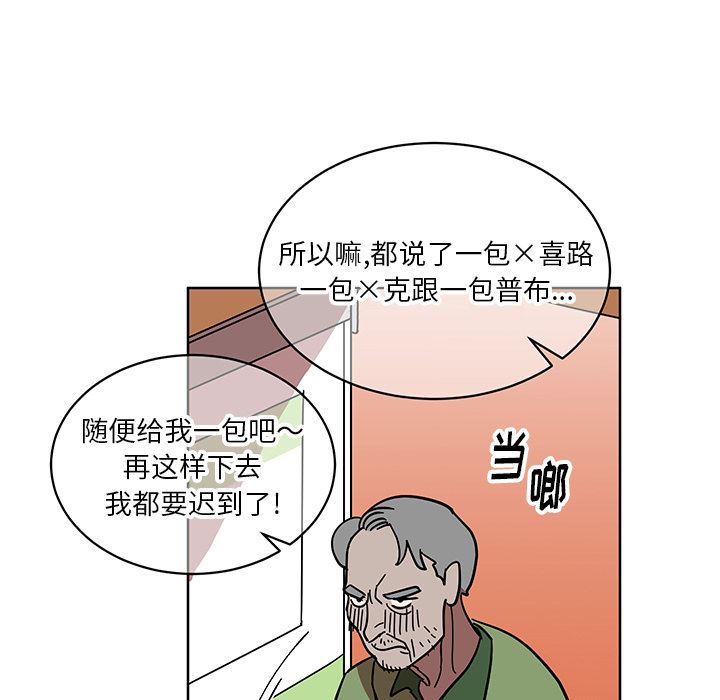 所以嘛,都说了一包×喜路
一包×克跟一包普布...
随便给我一包吧～
再这样下去
我都要迟到了!
当
啷